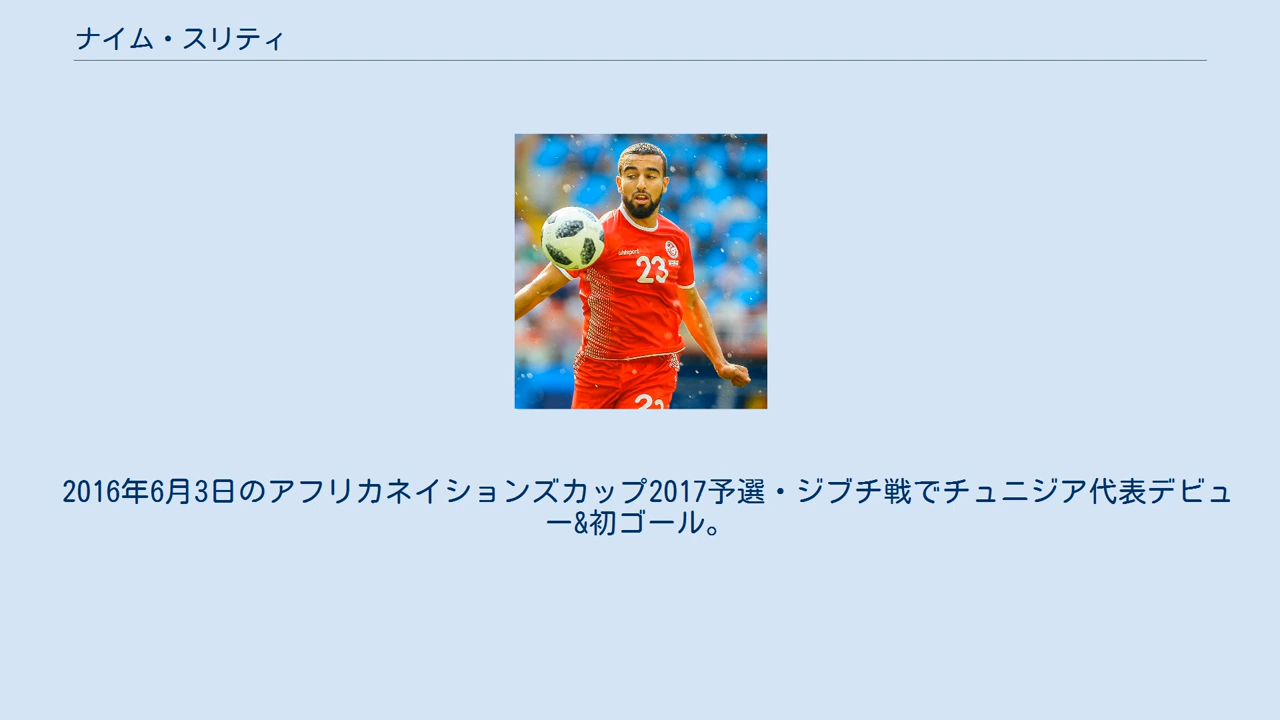 ナイム・スリティ
uhlsport
23
2016年6月3日のアフリカネイションズカップ2017予選・ジブチ戦でチュニジア代表デビュ
ー&初ゴール。